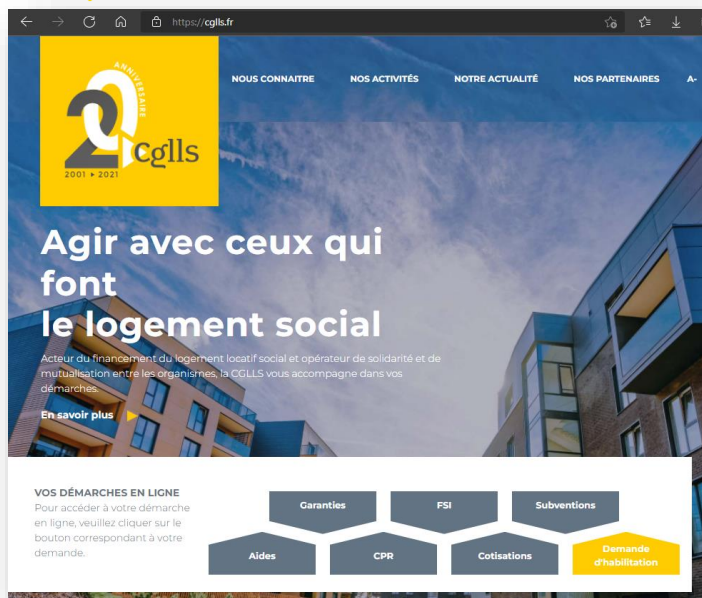 https://cglls.fr
ANNIVERSAIRE
20
Cglls
2001 ▸ 2021
NOUS CONNAITRE NOS ACTIVITÉS NOTRE ACTUALITÉ NOS PARTENAIRES A-
Agir avec ceux qui
font
le logement social
Acteur du financement du logement locatif social et opérateur de solidarité et de
mutualisation entre les organismes, la CGLLS vous accompagne dans vos
démarches.
En savoir plus
VOS DÉMARCHES EN LIGNE
Pour accéder à votre démarche
en ligne, veuillez cliquer sur le
bouton correspondant à votre
demande.
Garanties FSI Subventions
Aides CPR Cotisations Demande
d'habilitation